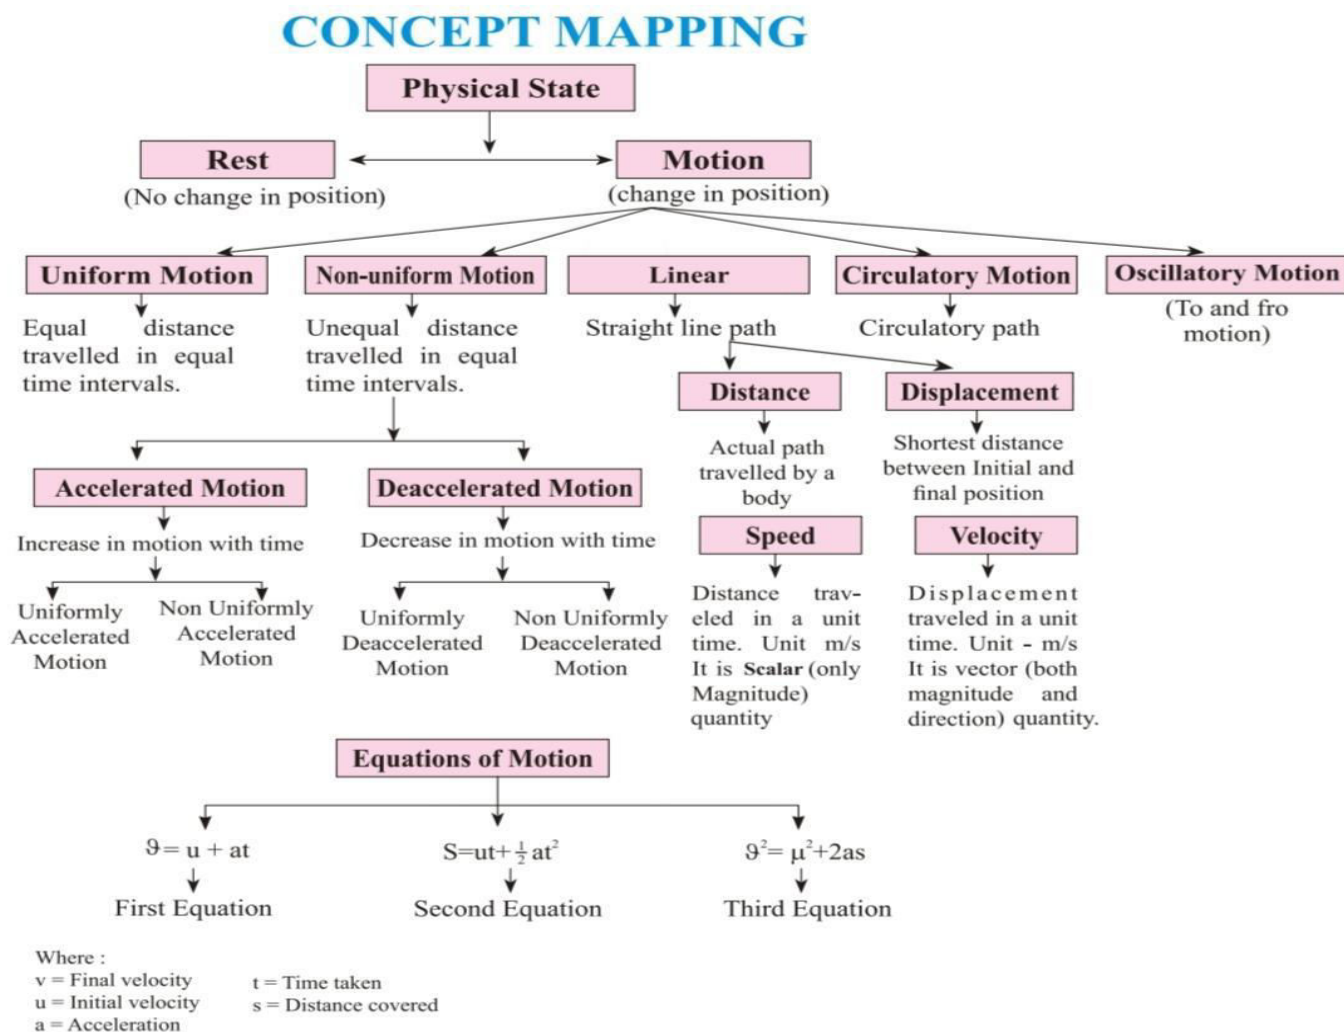 CONCEPT MAPPING
Physical State
Rest
(No change in position)
Motion
(change in position)
Uniform Motion
Equal distance
travelled in equal
time intervals.
Non-uniform Motion
Unequal distance
travelled in equal
time intervals.
Linear
Straight line path
Circulatory Motion
Circulatory path
Oscillatory Motion
(To and fro
motion)
Distance
Actual path
travelled by a
body
Displacement
Shortest distance
between Initial and
final position
Accelerated Motion
Increase in motion with time
Uniformly
Accelerated
Motion
Non Uniformly
Accelerated
Motion
Deaccelerated Motion
Decrease in motion with time
Uniformly
Deaccelerated
Motion
Non Uniformly
Deaccelerated
Motion
Speed
Distance trav-
eled in a unit
time. Unit m/s
It is Scalar (only
Magnitude)
quantity
Velocity
Displacement
traveled in a unit
time. Unit - m/s
It is vector (both
magnitude and
direction) quantity.
Equations of Motion
ϑ= u + at
First Equation
S=ut+½ at²
Second Equation
ϑ²= μ²+2as
Third Equation
Where :
v = Final velocity
u = Initial velocity
a = Acceleration
t = Time taken
s = Distance covered